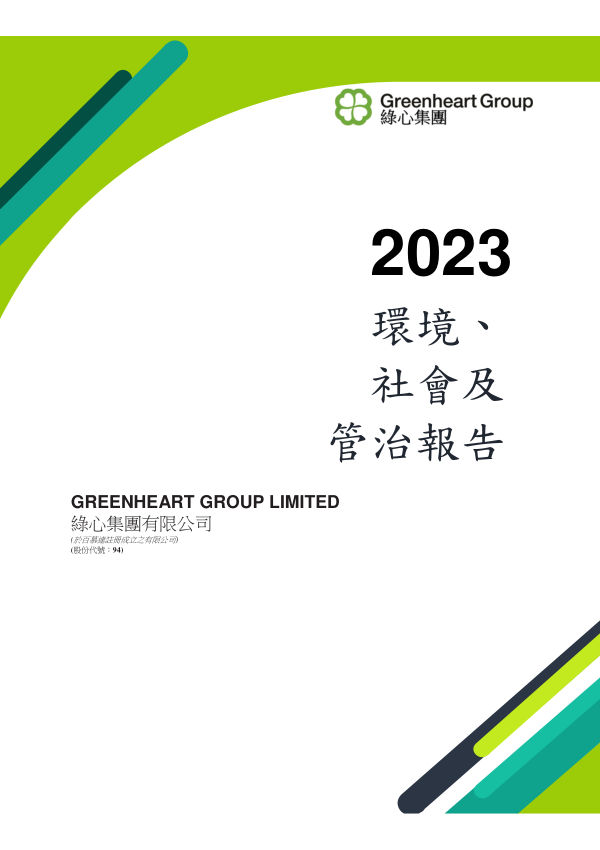 Greenheart Group
綠心集團
2023
環境、
社會及
管治報告
GREENHEART GROUP LIMITED
綠心集團有限公司
(於百慕達註冊成立之有限公司)
(股份代號：94)